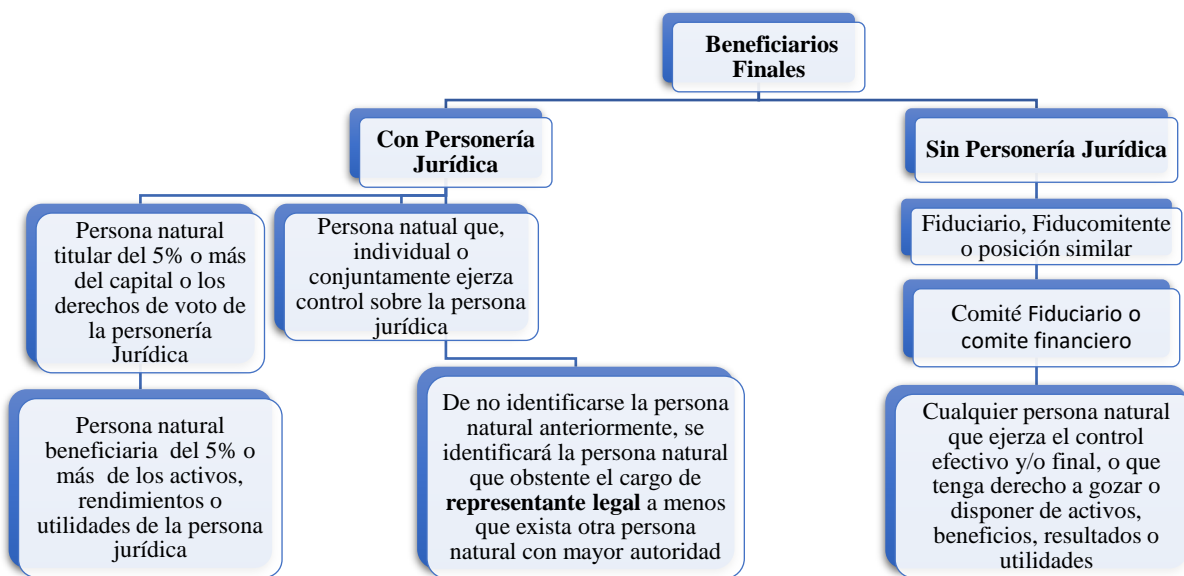 Beneficiarios
Finales
Con Personería
Jurídica
Persona natural
titular del 5% o más
del capital o los
derechos de voto de
la personería
Jurídica
Persona natural
beneficiaria del 5% o
más de los activos,
rendimientos o
utilidades de la persona
jurídica
Persona natual que,
individual o
conjuntamente ejerza
control sobre la persona
jurídica
De no identificarse la persona
natural anteriormente, se
identificará la persona natural
que obstente el cargo de
representante legal a menos
que exista otra persona
natural con mayor autoridad
Sin Personería Jurídica
Fiduciario, Fiducomitente
o posición similar
Comité Fiduciario o
comite financiero
Cualquier persona natural
que ejerza el control
efectivo y/o final, o que
tenga derecho a gozar o
disponer de activos,
beneficios, resultados o
utilidades